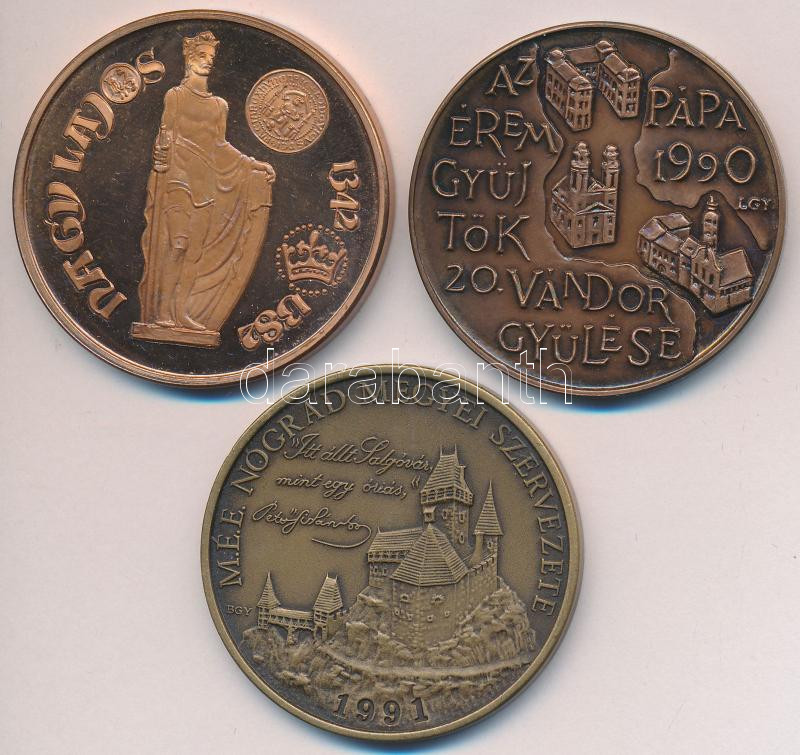 NAGY LAJOS
1342
1382
AZ
ÉREM
GYŰJ
TŐK
20. VÁNDOR
GYŰLÉSE
PÁPA
1990
LGY
M.É.E. NÓGRÁD MEGYEI SZERVEZETE
"Itt állt Salgóvár,
mint egy óriás,"
Petőfi Sándor
BGY
1991
darabanth